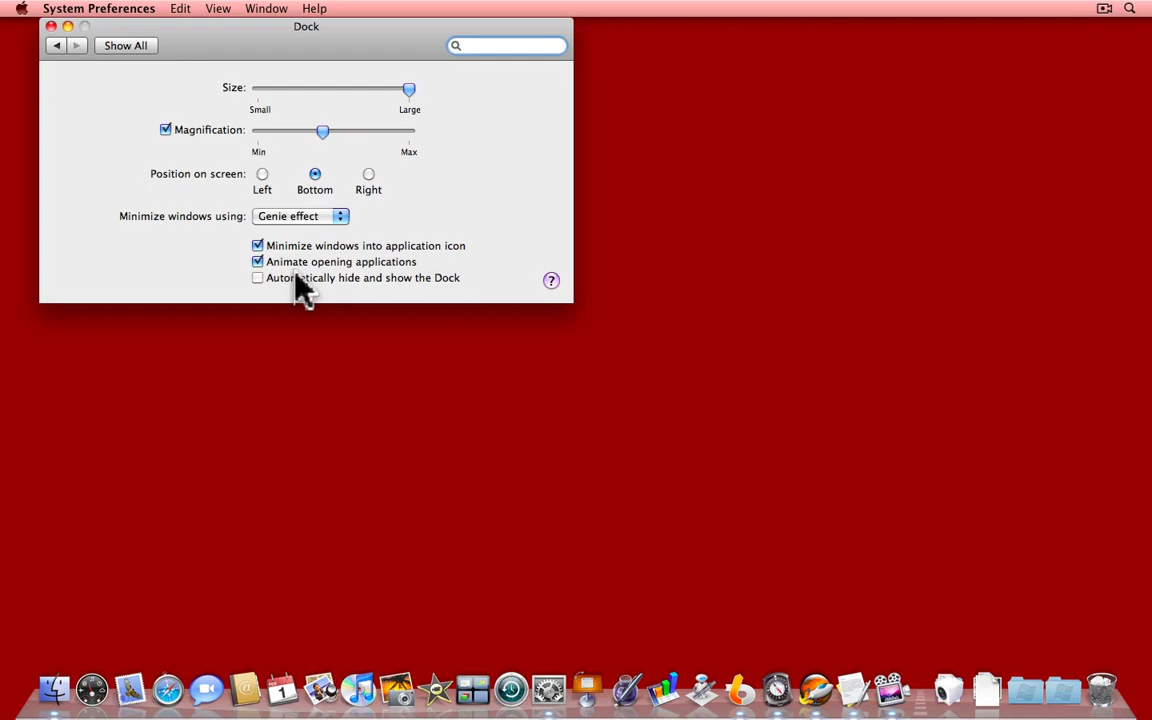 System Preferences Edit View Window Help
Dock
Show All
Size:
Small Large
Magnification:
Min Max
Position on screen:
Left Bottom Right
Minimize windows using: Genie effect
Minimize windows into application icon
Animate opening applications
Automatically hide and show the Dock
?
1